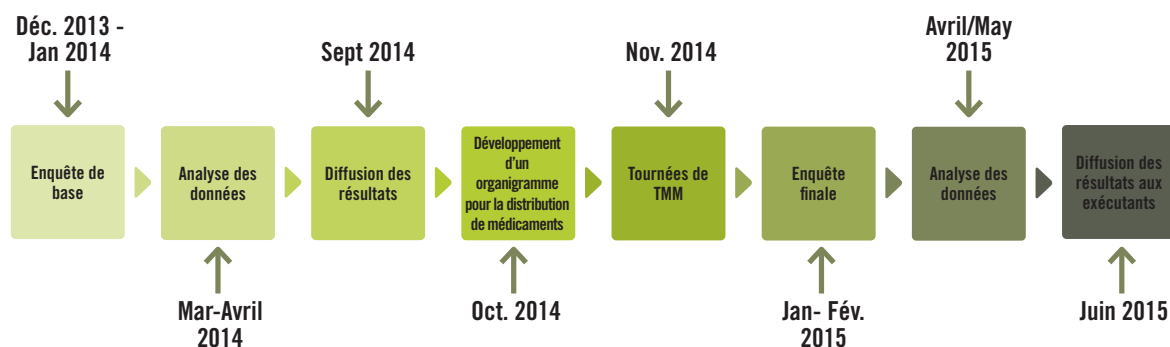 Déc. 2013 -
Jan 2014
Sept 2014
Nov. 2014
Avril/May
2015
Enquête de
base
Analyse des
données
Diffusion des
résultats
Développement
d'un
organigramme
pour la distribution
de médicaments
Tournées de
TMM
Enquête
finale
Analyse des
données
Diffusion des
résultats aux
exécutants
Mar-Avril
2014
Oct. 2014
Jan- Fév.
2015
Juin 2015